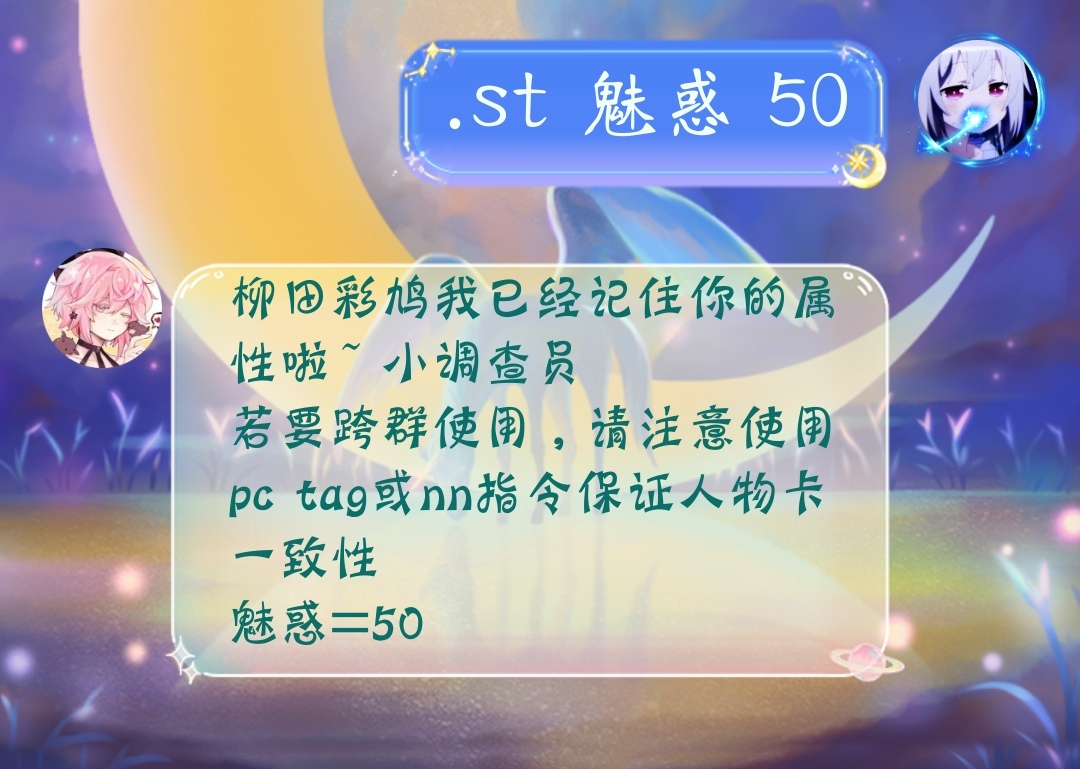 .st 魅惑 50
柳田彩鸠我已经记住你的属
性啦~ 小调查员
若要跨群使用，请注意使用
pc tag或nn指令保证人物卡
一致性
魅惑=50